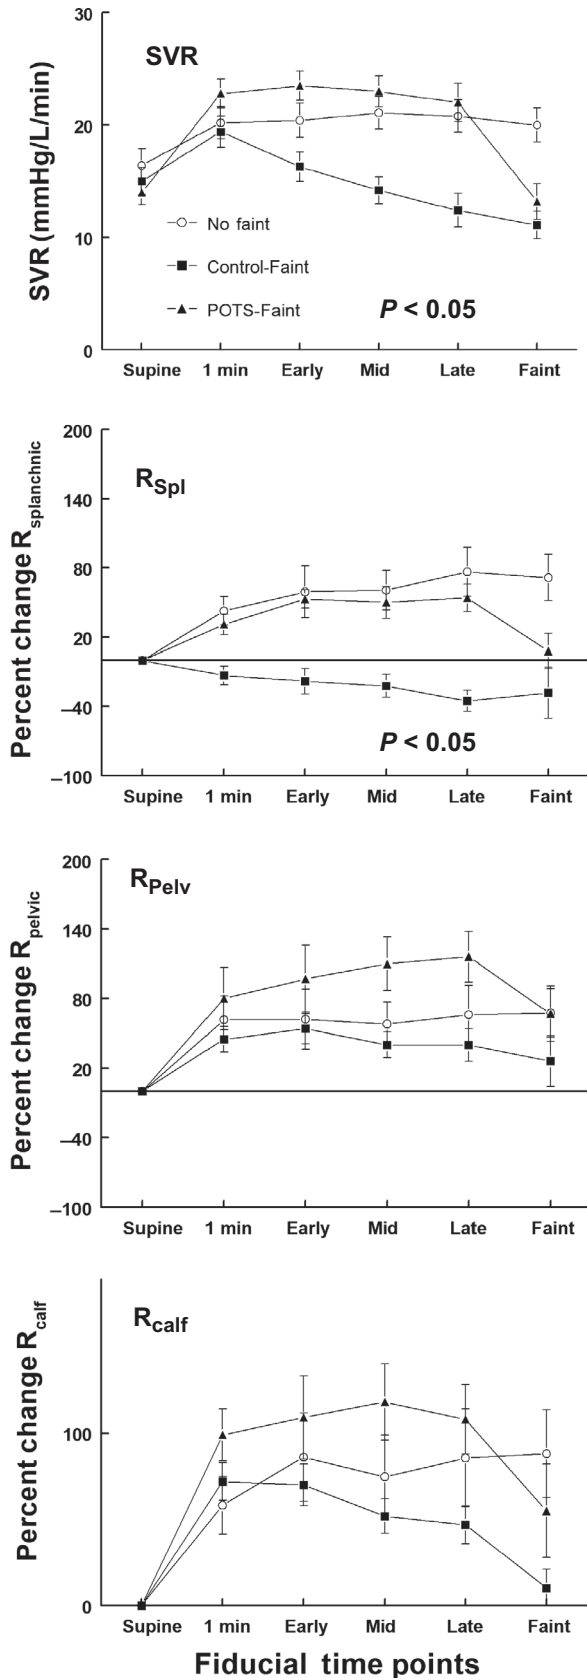 SVR (mmHg/L/min)
30
20
10
0
SVR
No faint
Control-Faint
POTS-Faint
P < 0.05
Supine 1 min Early Mid Late Faint
Percent change Rsplanchnic
200
140
80
20
–40
–100
RSpl
P < 0.05
Supine 1 min Early Mid Late Faint
Percent change Rpelvic
200
140
80
20
–40
–100
RPelv
Supine 1 min Early Mid Late Faint
Percent change Rcalf
100
0
Rcalf
Supine 1 min Early Mid Late Faint
Fiducial time points